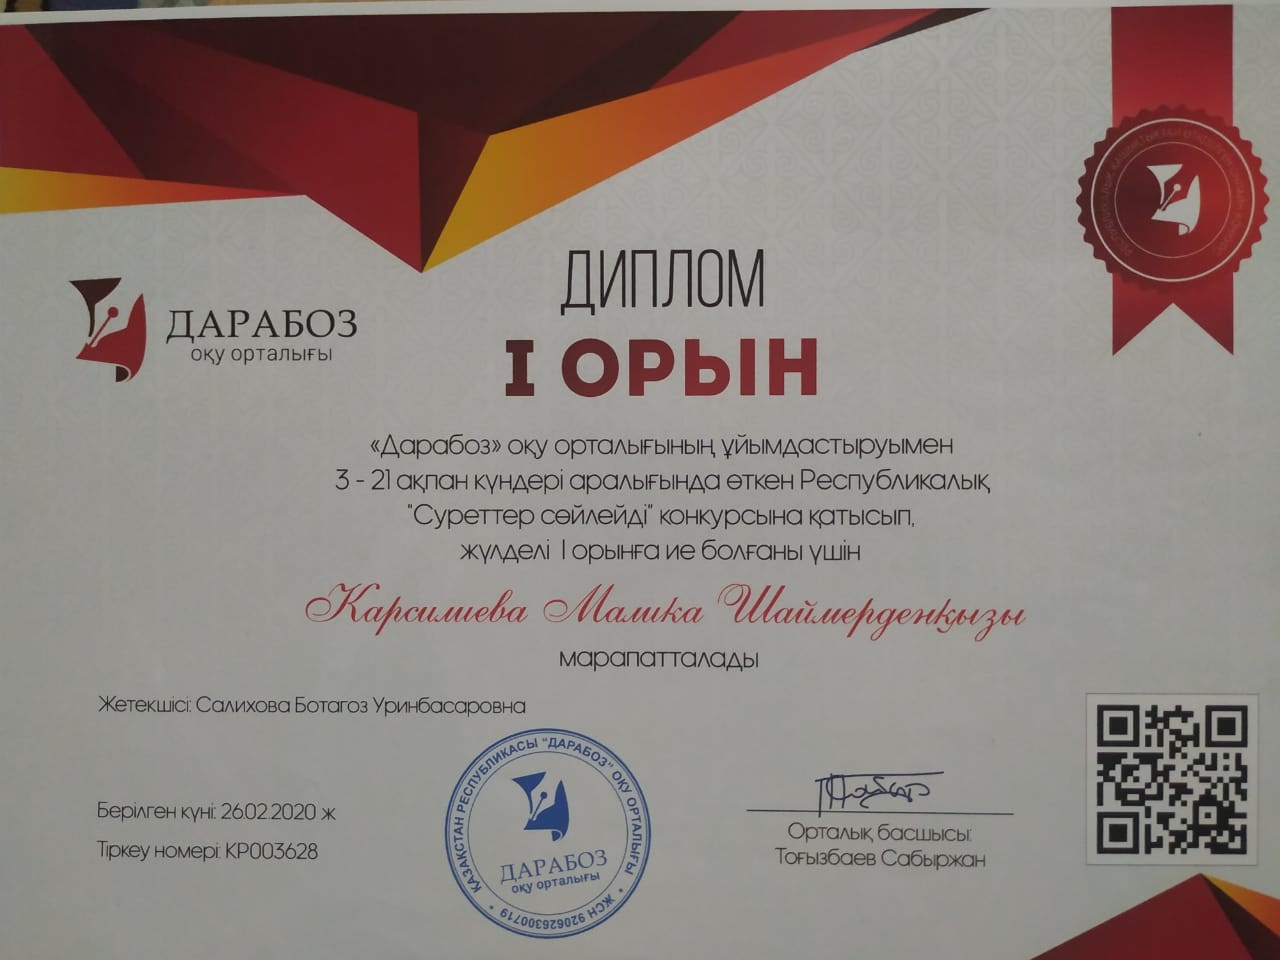 ДАРАБОЗ
оқу орталығы
ДИПЛОМ
I ОРЫН
«Дарабоз» оқу орталығының ұйымдастыруымен
3 - 21 ақпан күндері аралығында өткен Республикалық
"Суреттер сөйлейді" конкурсына қатысып,
жүлделі I орынға ие болғаны үшін
Карсилиева Малика Шаймерденқызы
марапатталады
Жетекшісі: Салихова Ботагоз Уринбасаровна
Берілген күні: 26.02.2020 ж
Тіркеу номері: КР003628
ҚАЗАҚСТАН РЕСПУБЛИКАСЫ "ДАРАБОЗ" ОҚУ ОРТАЛЫҒЫ * ЖСН 920626300719 *
ДАРАБОЗ
оқу орталығы
Орталық басшысы:
Тоғызбаев Сабыржан